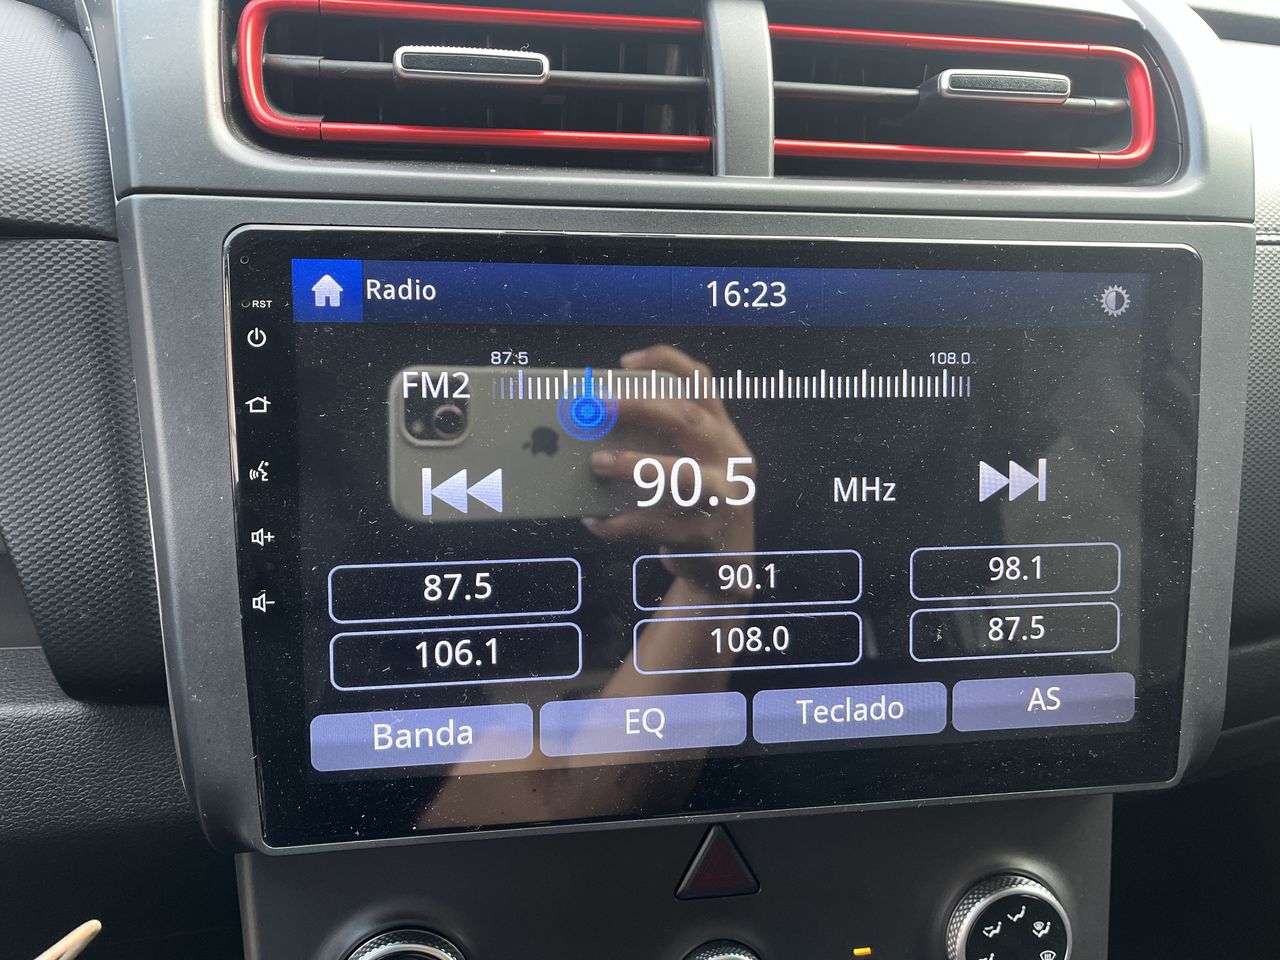 Radio 16:23
RST
87.5 108.0
FM2
90.5 MHz
87.5 90.1 98.1
106.1 108.0 87.5
Banda EQ Teclado AS